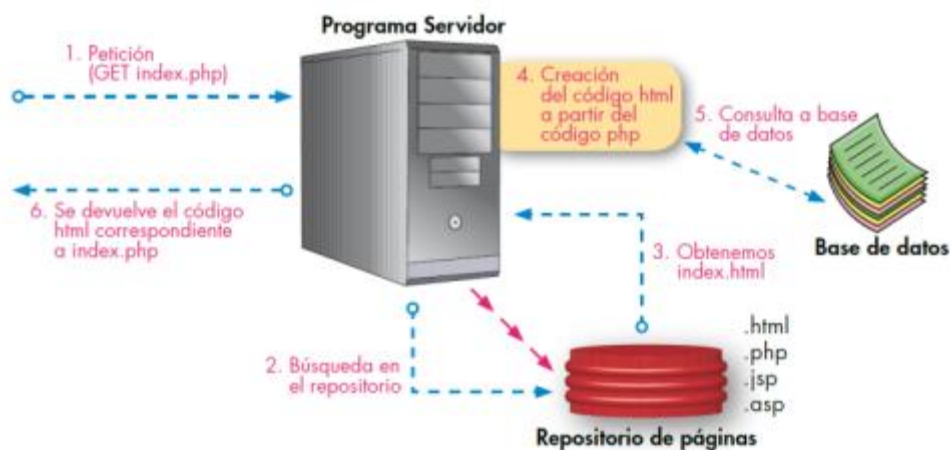 Programa Servidor
1. Petición
(GET index.php)
4. Creación
del código html
a partir del
código php
5. Consulta a base
de datos
6. Se devuelve el código
html correspondiente
a index.php
Base de datos
3. Obtenemos
index.html
2. Búsqueda en
el repositorio
.html
.php
.jsp
.asp
Repositorio de páginas